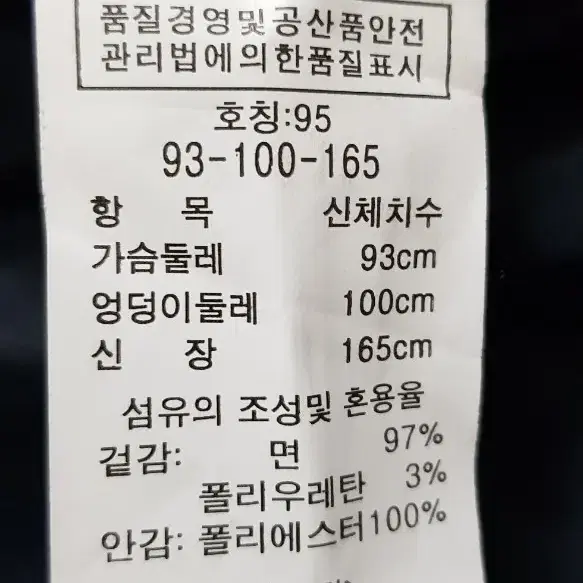 품질경영및공산품안전
관리법에의한품질표시
호칭:95
93-100-165
항 목 신체치수
가슴둘레 93cm
엉덩이둘레 100cm
신 장 165cm
섬유의 조성및 혼용율
겉감: 면 97%
폴리우레탄 3%
안감: 폴리에스터100%